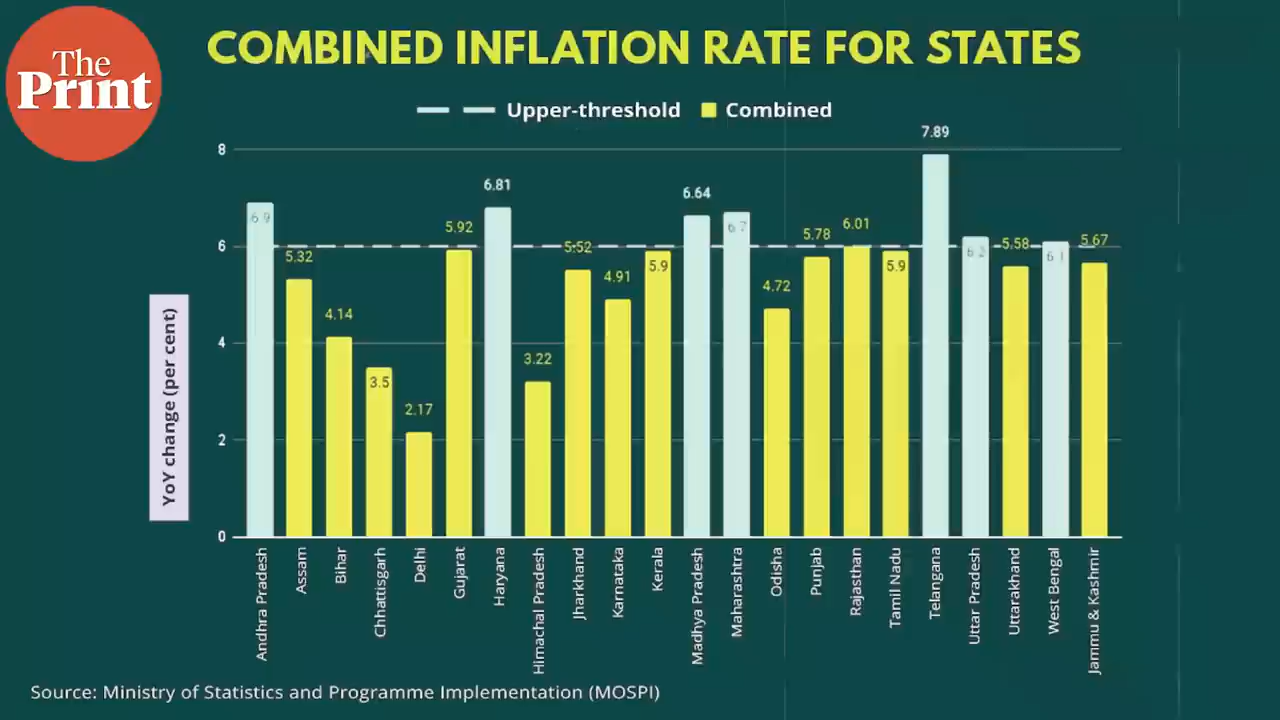 The
Print
COMBINED INFLATION RATE FOR STATES
Upper-threshold
Combined
7.89
8
6.9
6.81
6.64
6.7
6.01
5.92
5.78
5.67
5.58
5.52
6.2
6.1
6
5.32
5.9
5.9
4.91
4.72
4.14
4
3.5
3.22
2.17
2
0
YoY change (per cent)
Andhra Pradesh
Assam
Bihar
Chhattisgarh
Delhi
Gujarat
Haryana
Himachal Pradesh
Jharkhand
Karnataka
Kerala
Madhya Pradesh
Maharashtra
Odisha
Punjab
Rajasthan
Tamil Nadu
Telangana
Uttar Pradesh
Uttarakhand
West Bengal
Jammu & Kashmir
Source: Ministry of Statistics and Programme Implementation (MOSPI)